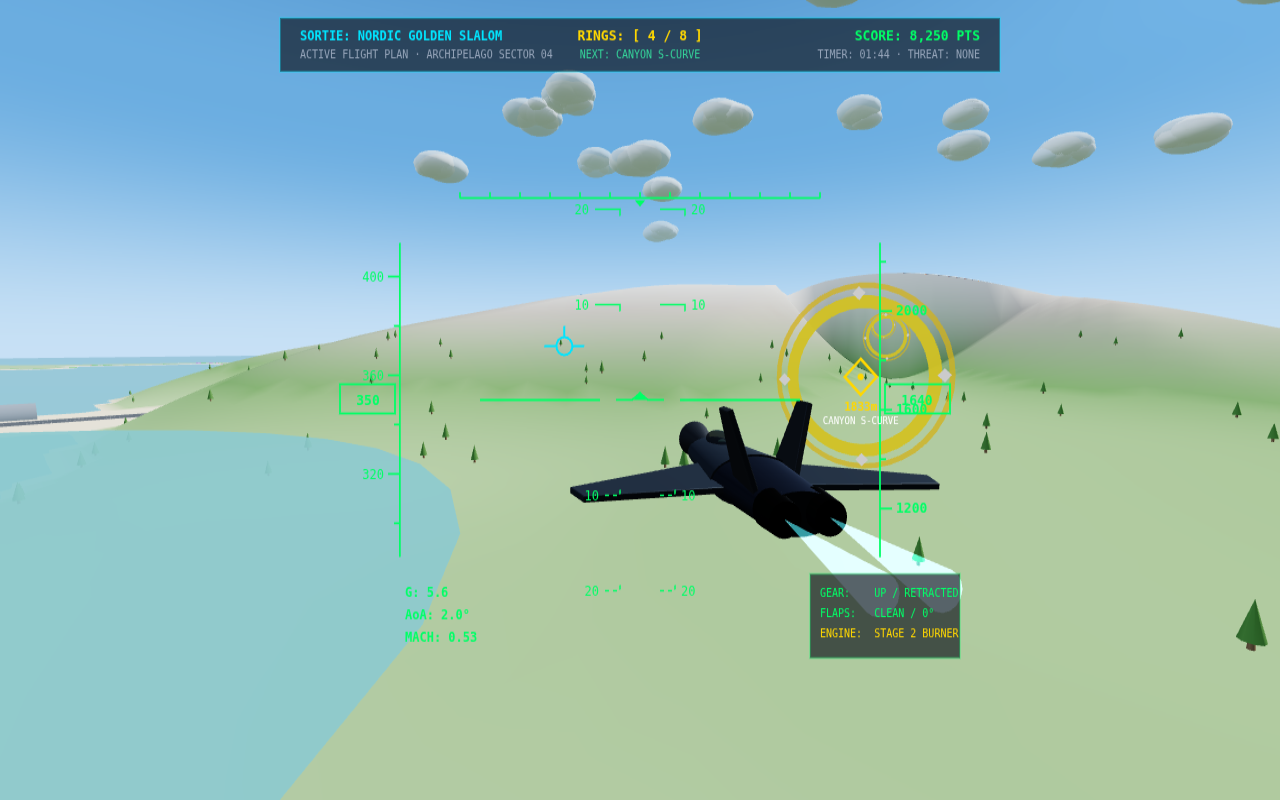 SORTIE: NORDIC GOLDEN SLALOM
RINGS: [ 4 / 8 ]
SCORE: 8,250 PTS
ACTIVE FLIGHT PLAN · ARCHIPELAGO SECTOR 04
NEXT: CANYON S-CURVE
TIMER: 01:44 · THREAT: NONE
20 20
400
10 10
2000
360
350
1640
1600
CANYON S-CURVE
320
10 10
1200
20 20
G: 5.6
AoA: 2.0°
MACH: 0.53
GEAR: UP / RETRACTED
FLAPS: CLEAN / 0°
ENGINE: STAGE 2 BURNER